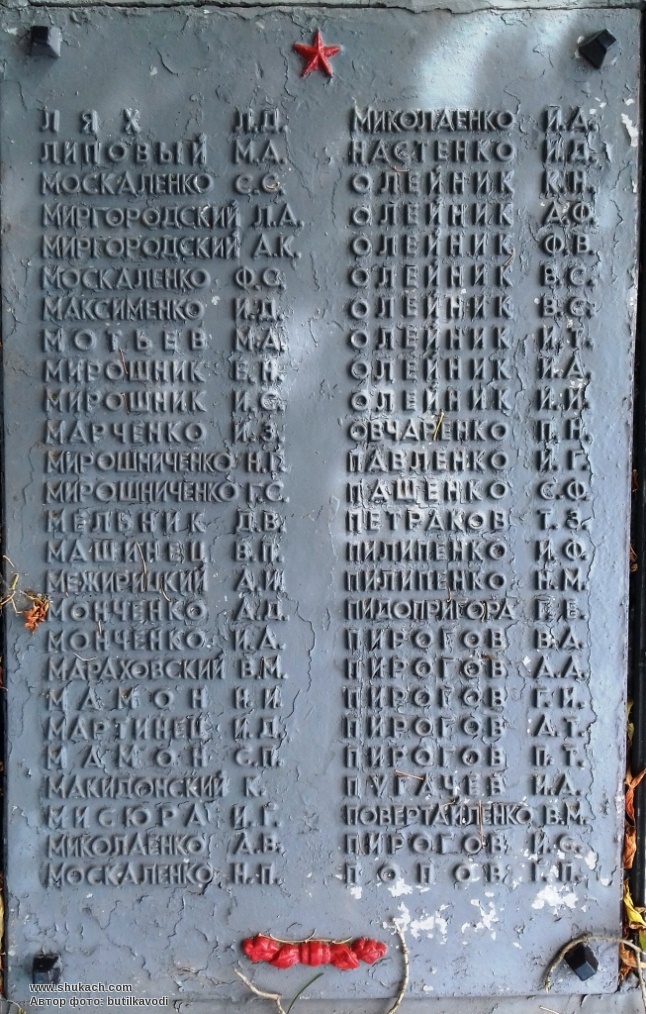 ЛЯХ Л.Д.
ЛИПОВЫЙ М.А.
МОСКАЛЕНКО С.С.
МИРГОРОДСКИЙ Л.А.
МИРГОРОДСКИЙ А.К.
МОСКАЛЕНКО Ф.С.
МАКСИМЕНКО И.Д.
МОТЬЕВ М.А.
МИРОШНИК Е.Н.
МИРОШНИК И.С.
МАРЧЕНКО И.З.
МИРОШНИЧЕНКО Н.П.
МИРОШНИЧЕНКО Г.С.
МЕЛЬНИК Д.В.
МАШИНЕЦ В.П.
МЕЖИРИЦКИЙ А.И.
МОНЧЕНКО А.Д.
МОНЧЕНКО И.А.
МАРАХОВСКИЙ В.М.
МАМОН Н.И.
МАРТИНЕЦ И.Д.
МАМОН С.П.
МАКИДОНСКИЙ К.
МИСЮРА И.Г.
МИКОЛАЕНКО А.В.
МОСКАЛЕНКО Н.П.
МИКОЛАЕНКО И.А.
НАСТЕНКО И.Д.
ОЛЕЙНИК К.Н.
ОЛЕЙНИК А.Ф.
ОЛЕЙНИК Ф.В.
ОЛЕЙНИК В.С.
ОЛЕЙНИК В.С.
ОЛЕЙНИК И.Т.
ОЛЕЙНИК И.А.
ОЛЕЙНИК И.И.
ОВЧАРЕНКО П.Н.
ПАВЛЕНКО И.Г.
ПАЩЕНКО С.Ф.
ПЕТРАКОВ Т.З.
ПИЛИПЕНКО И.Ф.
ПИЛИПЕНКО Н.М.
ПИДОПРИГОРА Г.Е.
ПИРОГОВ В.А.
ПИРОГОВ А.А.
ПИРОГОВ Г.И.
ПИРОГОВ А.Т.
ПИРОГОВ П.Т.
ПУГАЧЕВ И.А.
ПОВЕРТАЙЛЕНКО В.М.
ПИРОГОВ И.С.
ПОПОВ Г.П.
www.shukach.com
Автор фото: butilkavodi